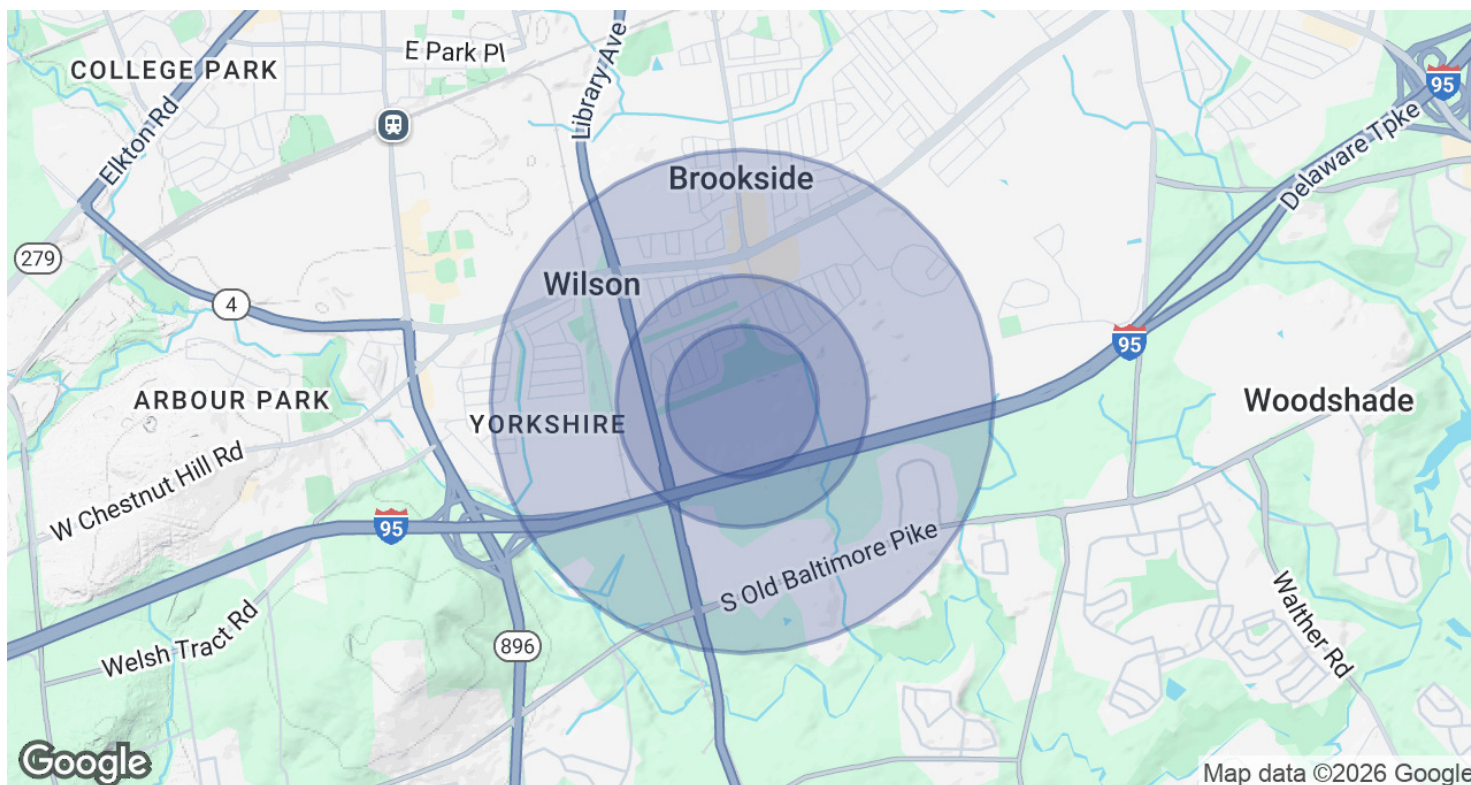 E Park Pl
COLLEGE PARK
Library Ave
95
Elkton Rd
Delaware Tpke
Brookside
279
Wilson
4
95
ARBOUR PARK
Woodshade
YORKSHIRE
W Chestnut Hill Rd
95
S Old Baltimore Pike
Welsh Tract Rd
Walther Rd
896
Google
Map data ©2026 Google